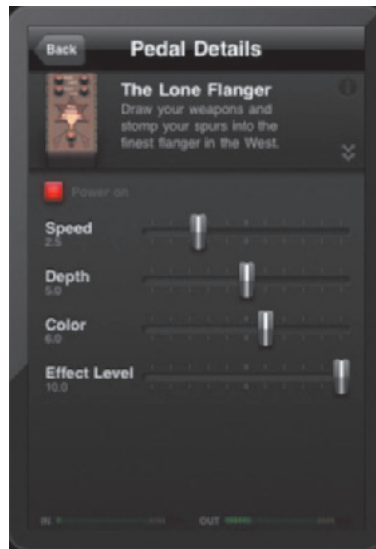 Back
Pedal Details
The Lone Flanger
Draw your weapons and
stomp your spurs into the
finest flanger in the West.
Power on
Speed
2.5
Depth
5.0
Color
6.0
Effect Level
10.0
IN
OUT